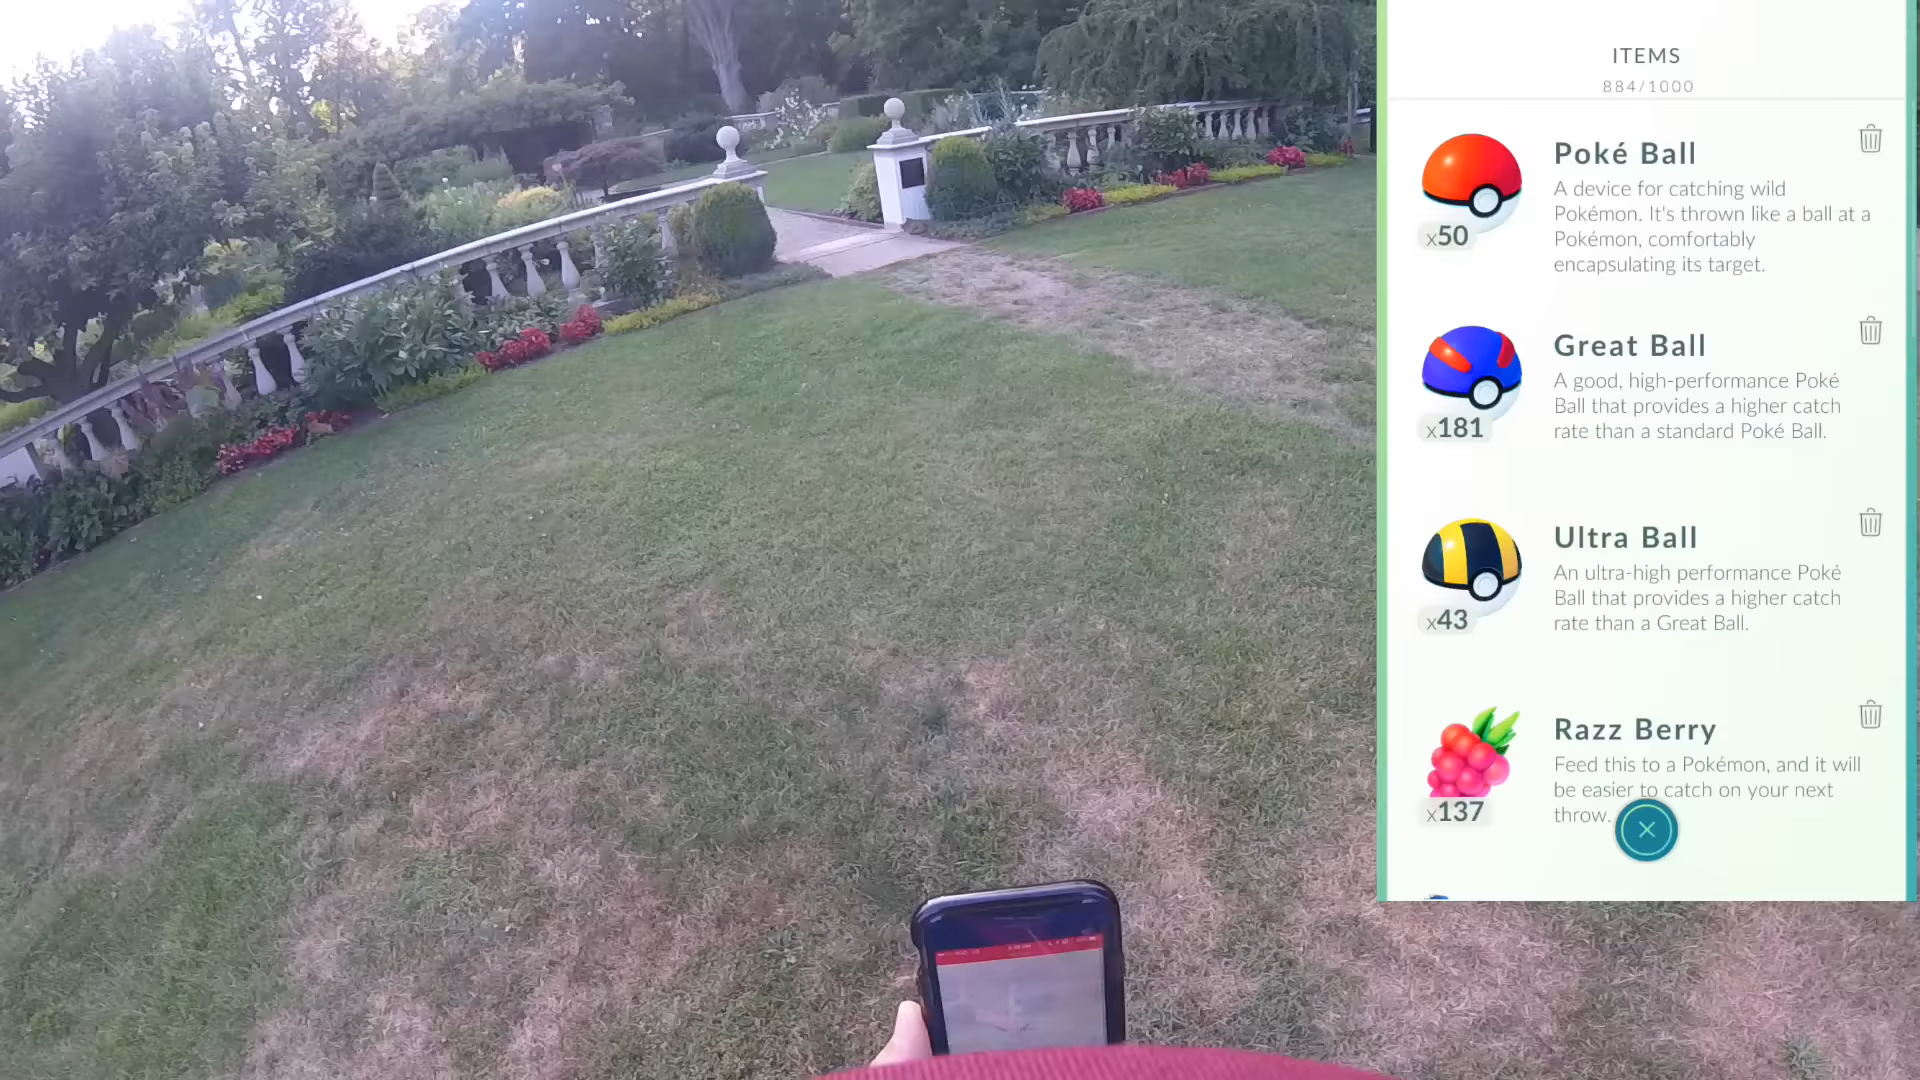 ITEMS
884/1000
Poké Ball
A device for catching wild
Pokémon. It's thrown like a ball at a
Pokémon, comfortably
encapsulating its target.
x50
Great Ball
A good, high-performance Poké
Ball that provides a higher catch
rate than a standard Poké Ball.
x181
Ultra Ball
An ultra-high performance Poké
Ball that provides a higher catch
rate than a Great Ball.
x43
Razz Berry
Feed this to a Pokémon, and it will
be easier to catch on your next
throw.
x137